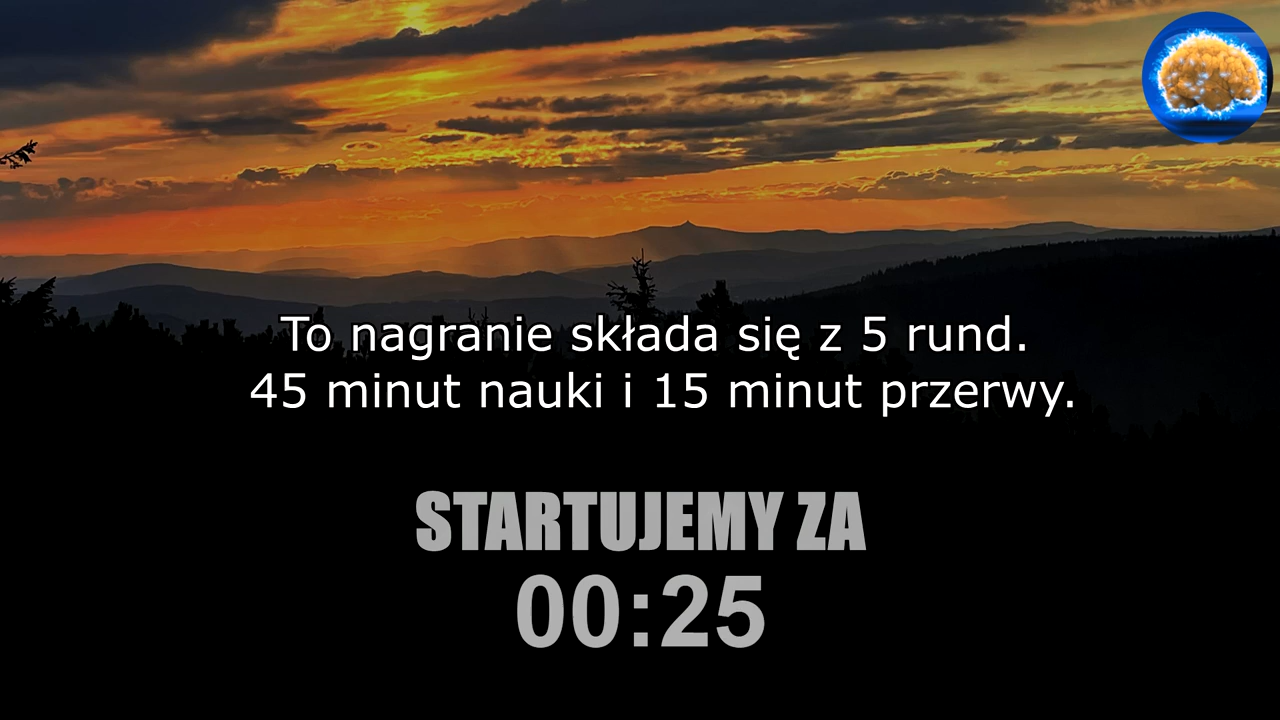 To nagranie składa się z 5 rund.
45 minut nauki i 15 minut przerwy.
STARTUJEMY ZA
00:25